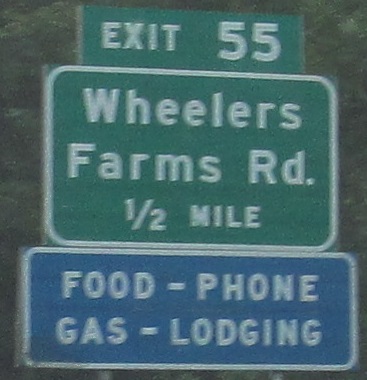 EXIT 55
Wheelers
Farms Rd.
½ MILE
FOOD - PHONE
GAS - LODGING